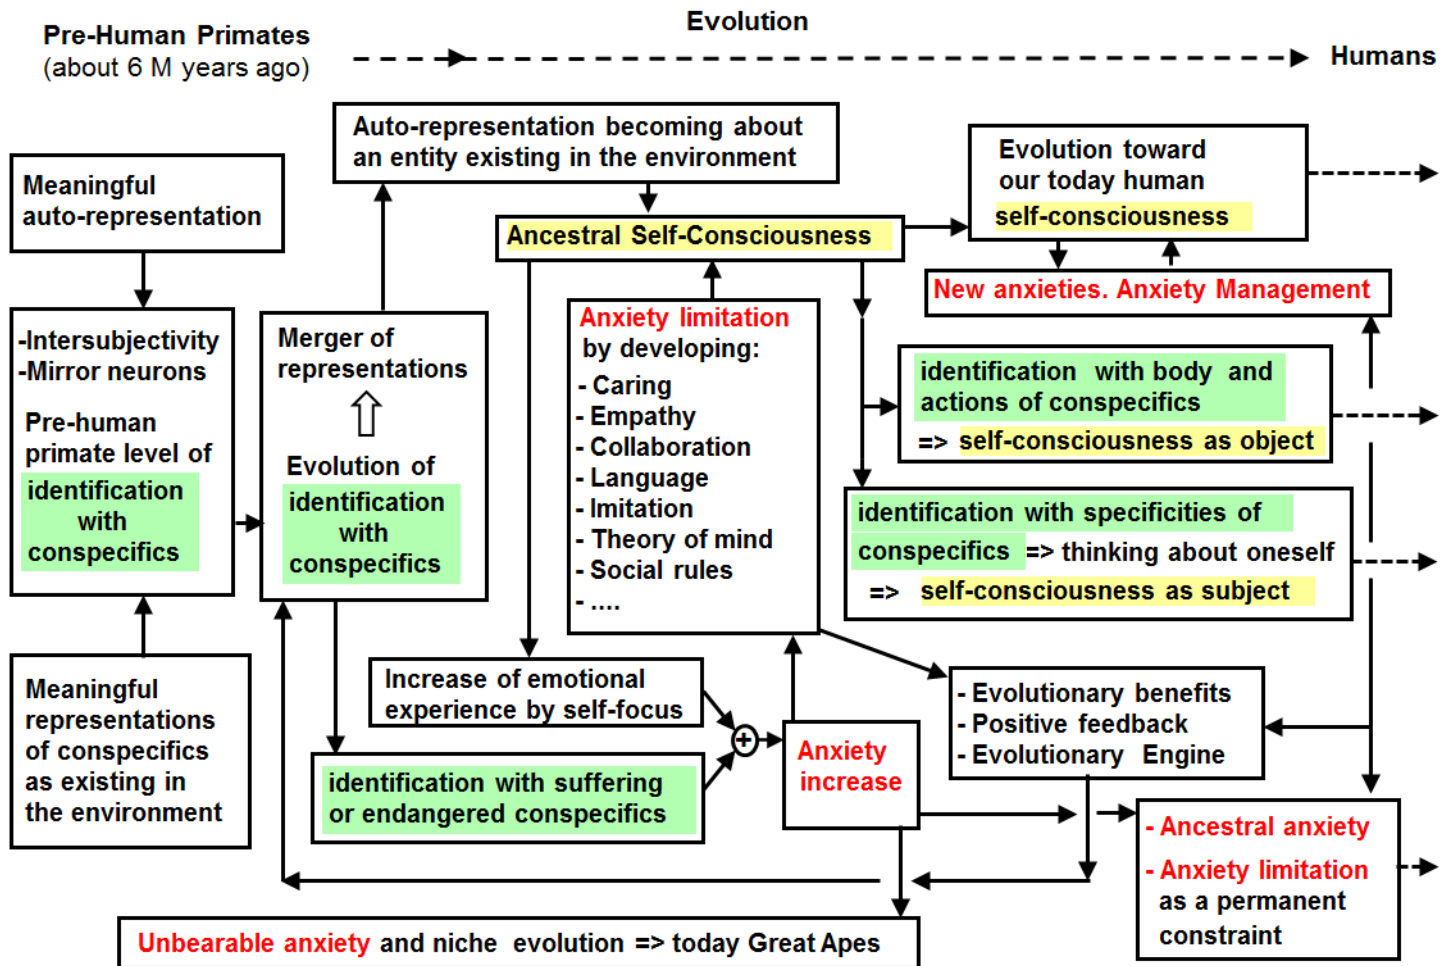 Evolution
Pre-Human Primates
(about 6 M years ago)
Humans
Auto-representation becoming about
an entity existing in the environment
Meaningful
auto-representation
Evolution toward
our today human
self-consciousness
Ancestral Self-Consciousness
New anxieties. Anxiety Management
-Intersubjectivity
-Mirror neurons
Pre-human
primate level of
identification
with
conspecifics
Merger of
representations
Evolution of
identification
with
conspecifics
Anxiety limitation
by developing:
- Caring
- Empathy
- Collaboration
- Language
- Imitation
- Theory of mind
- Social rules
- ....
identification with body and
actions of conspecifics
=> self-consciousness as object
identification with specificities of
conspecifics => thinking about oneself
=> self-consciousness as subject
Meaningful
representations
of conspecifics
as existing in
the environment
Increase of emotional
experience by self-focus
+
identification with suffering
or endangered conspecifics
Anxiety
increase
- Evolutionary benefits
- Positive feedback
- Evolutionary Engine
- Ancestral anxiety
- Anxiety limitation
as a permanent
constraint
Unbearable anxiety and niche evolution => today Great Apes